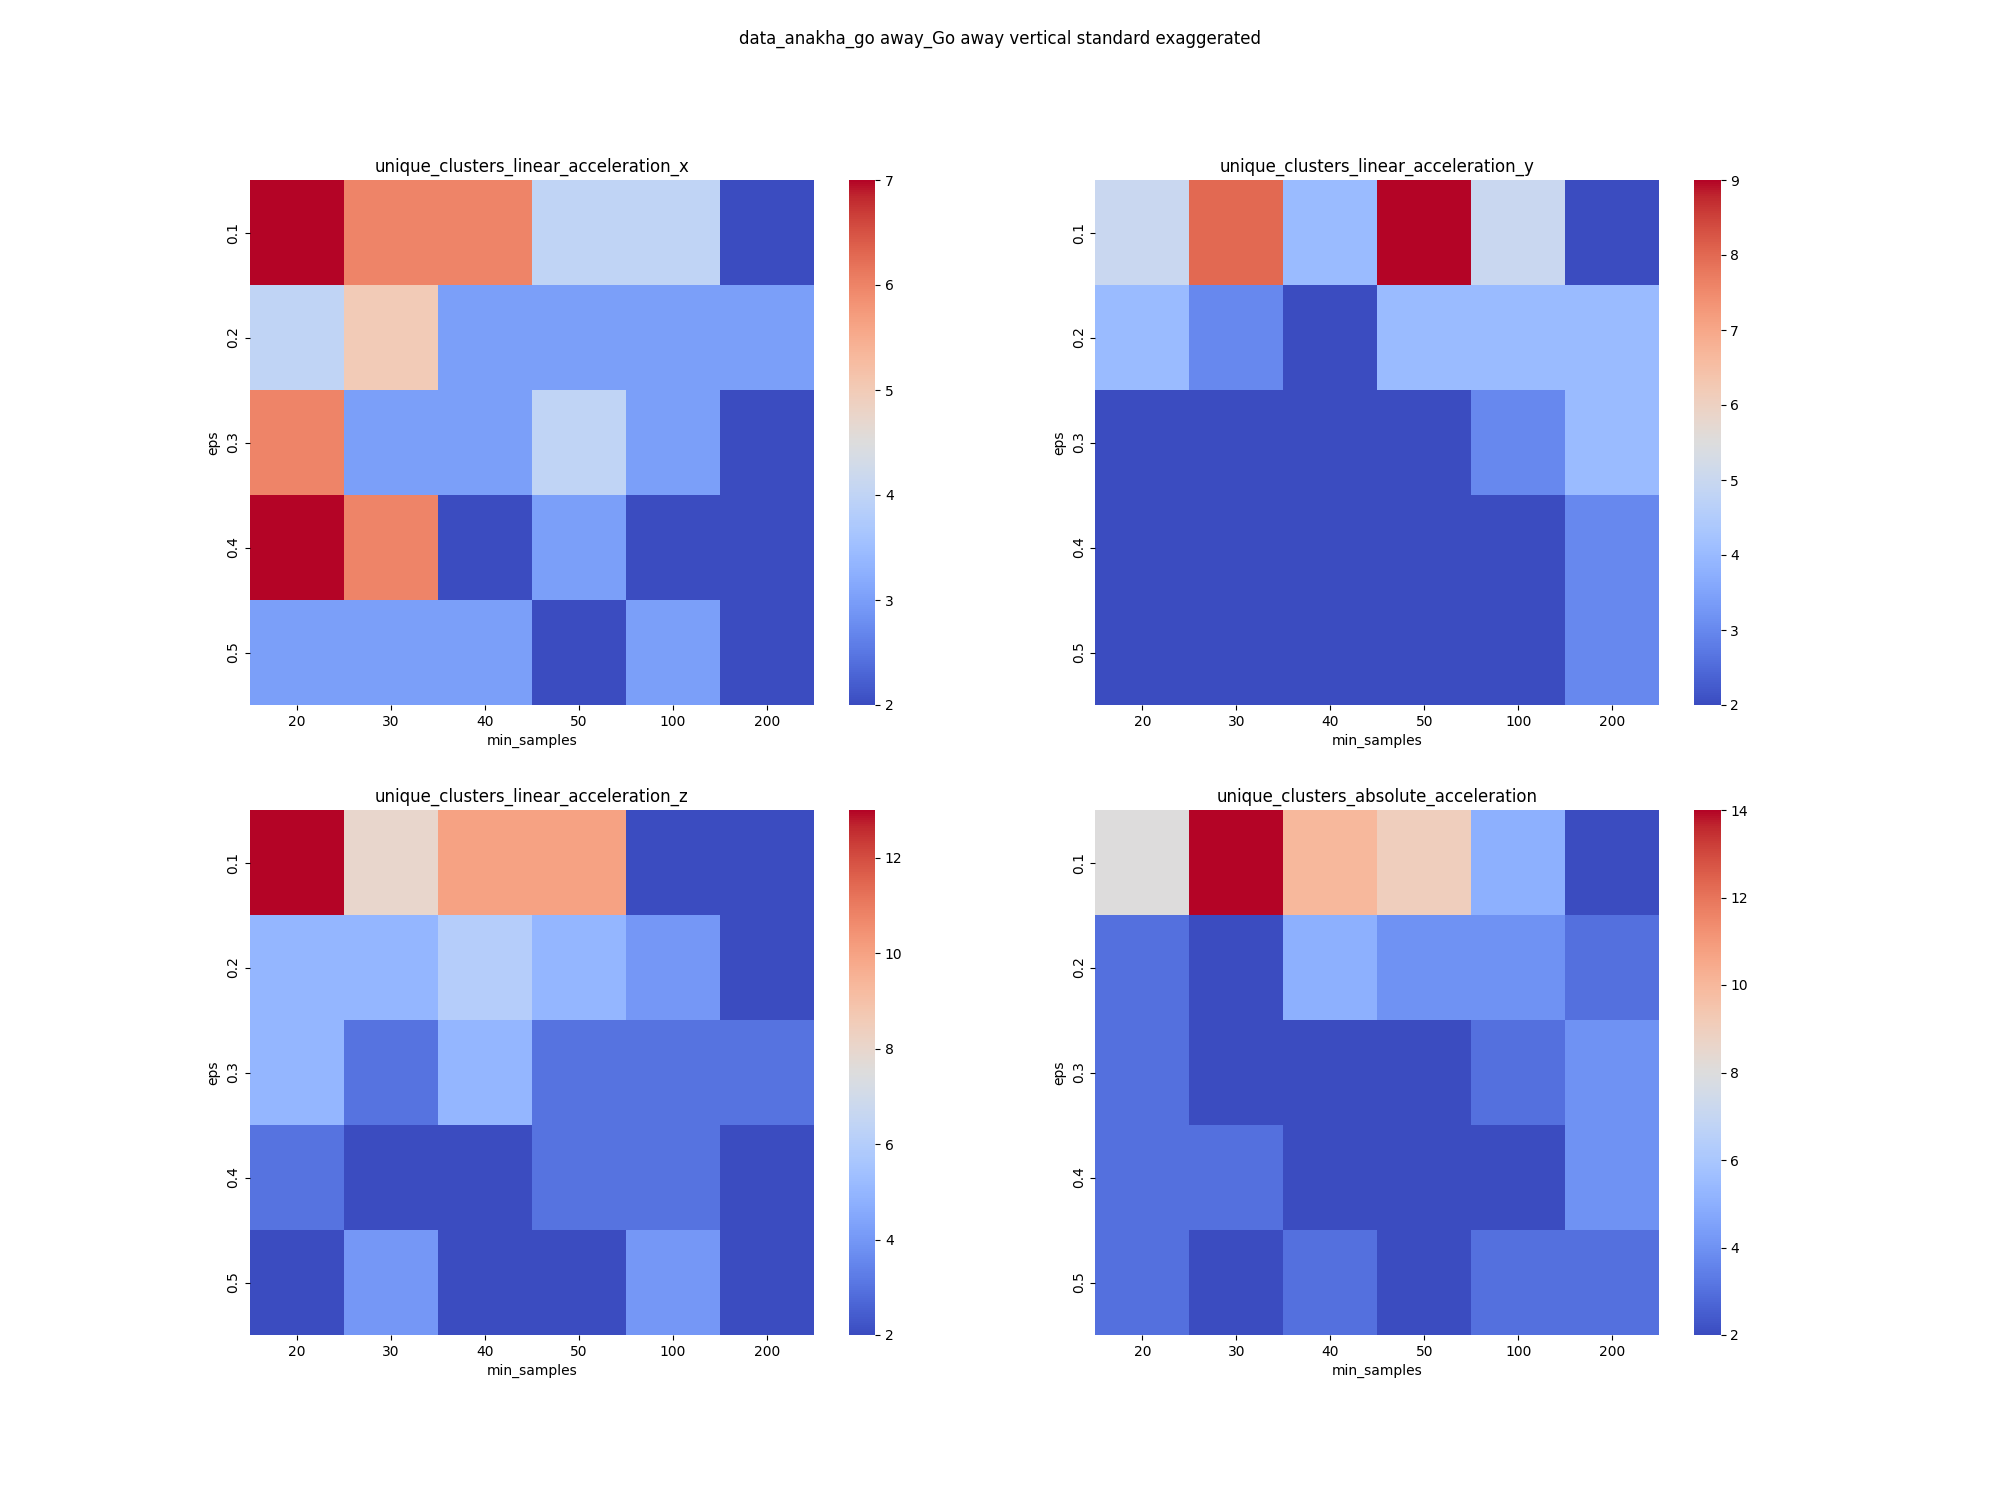 data_anakha_go away_Go away vertical standard exaggerated
unique_clusters_linear_acceleration_x
eps
0.1
0.2
0.3
0.4
0.5
20 30 40 50 100 200
min_samples
7
6
5
4
3
2
unique_clusters_linear_acceleration_y
eps
0.1
0.2
0.3
0.4
0.5
20 30 40 50 100 200
min_samples
9
8
7
6
5
4
3
2
unique_clusters_linear_acceleration_z
eps
0.1
0.2
0.3
0.4
0.5
20 30 40 50 100 200
min_samples
12
10
8
6
4
2
unique_clusters_absolute_acceleration
eps
0.1
0.2
0.3
0.4
0.5
20 30 40 50 100 200
min_samples
14
12
10
8
6
4
2